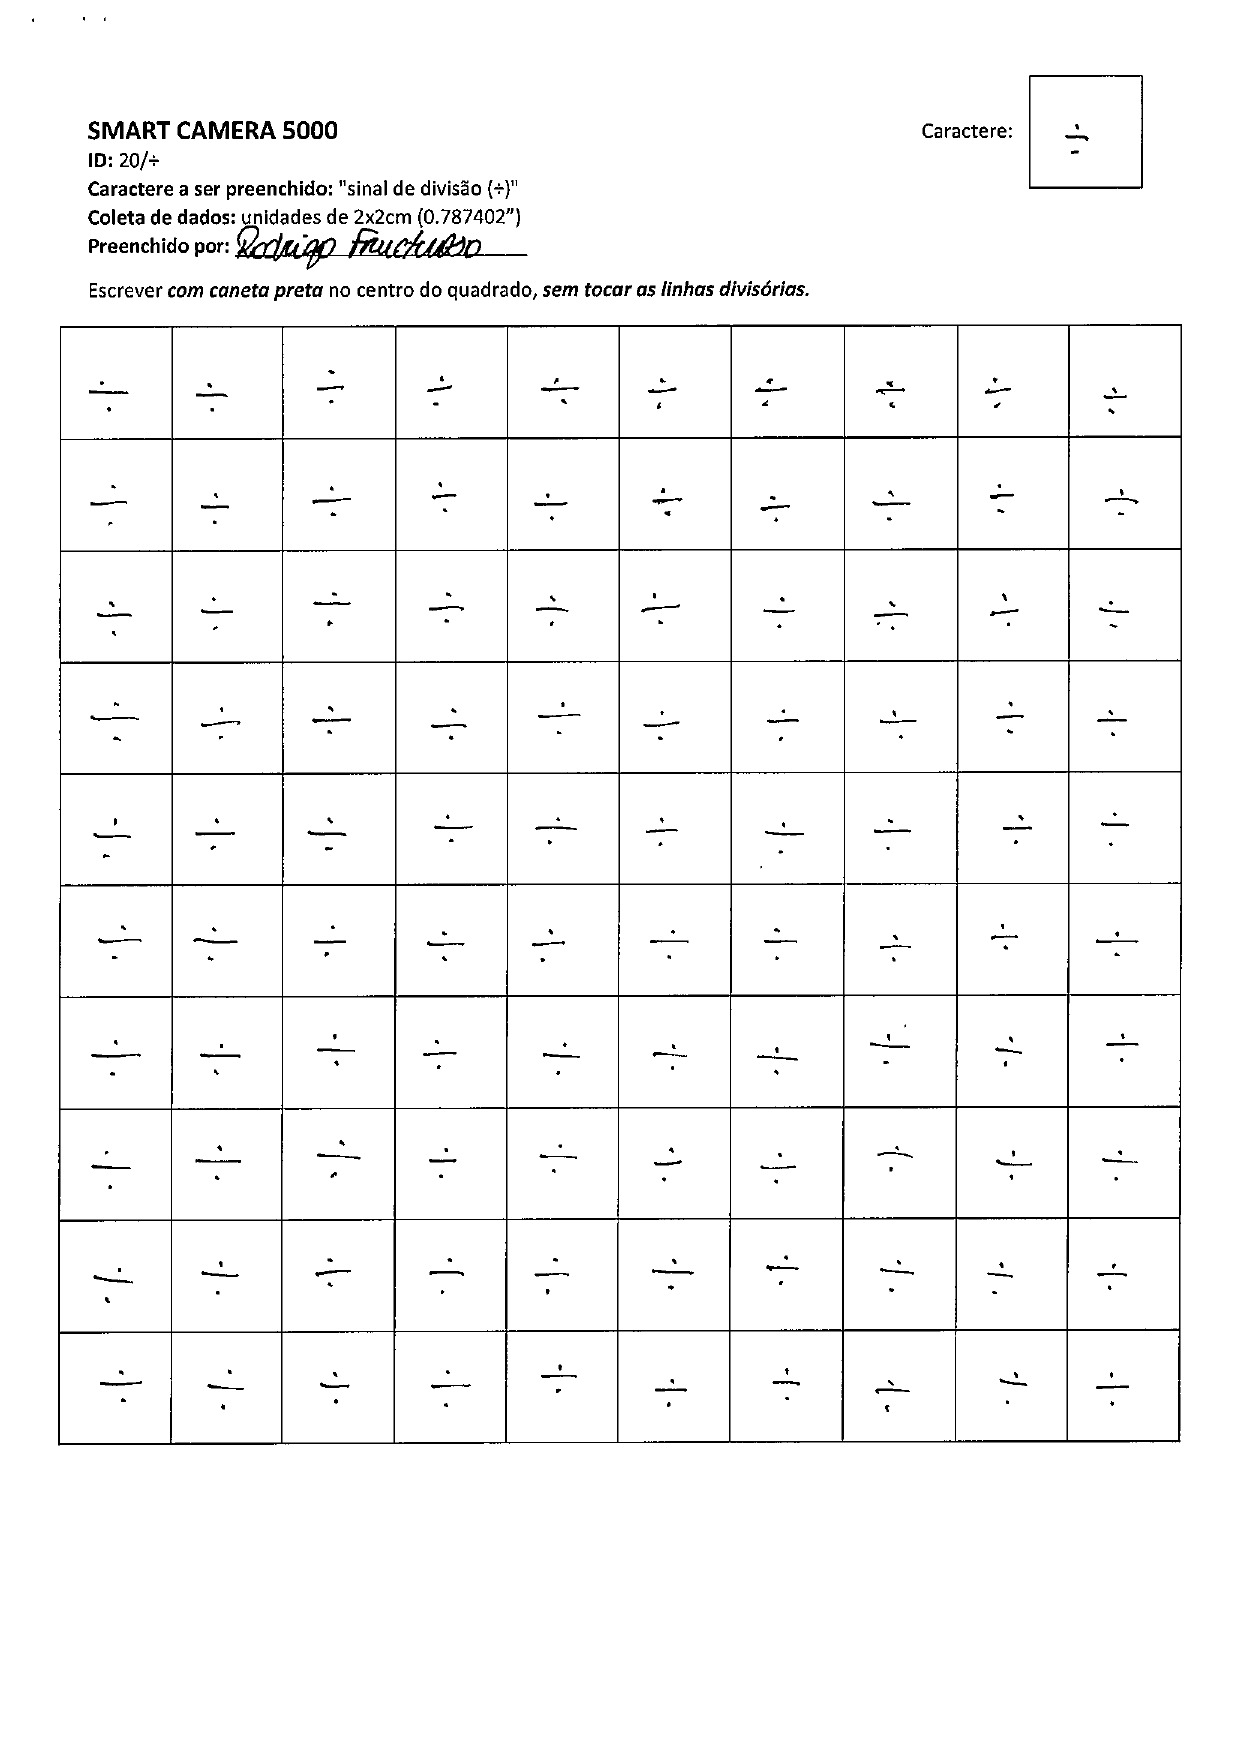 SMART CAMERA 5000
Caractere: ÷
ID: 20/÷
Caractere a ser preenchido: "sinal de divisão (÷)"
Coleta de dados: unidades de 2x2cm (0.787402")
Preenchido por: Rodrigo Fructuoso
Escrever com caneta preta no centro do quadrado, sem tocar as linhas divisórias.
÷ ÷ ÷ ÷ ÷ ÷ ÷ ÷ ÷ ÷
÷ ÷ ÷ ÷ ÷ ÷ ÷ ÷ ÷ ÷
÷ ÷ ÷ ÷ ÷ ÷ ÷ ÷ ÷ ÷
÷ ÷ ÷ ÷ ÷ ÷ ÷ ÷ ÷ ÷
÷ ÷ ÷ ÷ ÷ ÷ ÷ ÷ ÷ ÷
÷ ÷ ÷ ÷ ÷ ÷ ÷ ÷ ÷ ÷
÷ ÷ ÷ ÷ ÷ ÷ ÷ ÷ ÷ ÷
÷ ÷ ÷ ÷ ÷ ÷ ÷ ÷ ÷ ÷
÷ ÷ ÷ ÷ ÷ ÷ ÷ ÷ ÷ ÷
÷ ÷ ÷ ÷ ÷ ÷ ÷ ÷ ÷ ÷